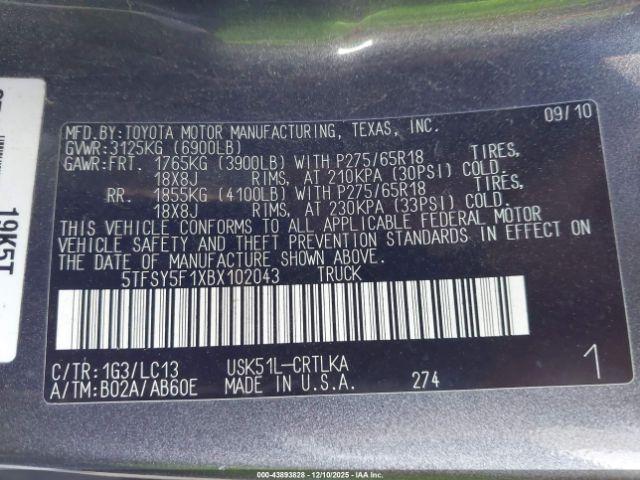 09/10
MFD.BY:TOYOTA MOTOR MANUFACTURING, TEXAS, INC.
GVWR:3125KG (6900LB)
GAWR:FRT. 1765KG (3900LB) WITH P275/65R18 TIRES,
18X8J RIMS, AT 210KPA (30PSI) COLD.
RR. 1855KG (4100LB) WITH P275/65R18 TIRES,
18X8J RIMS, AT 230KPA (33PSI) COLD.
THIS VEHICLE CONFORMS TO ALL APPLICABLE FEDERAL MOTOR
VEHICLE SAFETY AND THEFT PREVENTION STANDARDS IN EFFECT ON
THE DATE OF MANUFACTURE SHOWN ABOVE.
5TFSY5F1XBX102043 TRUCK
C/TR:1G3/LC13 USK51L-CRTLKA
A/TM:B02A/AB60E MADE IN U.S.A. 274 1
19K5T
000-43893828 - 12/10/2025 - IAAI.COM